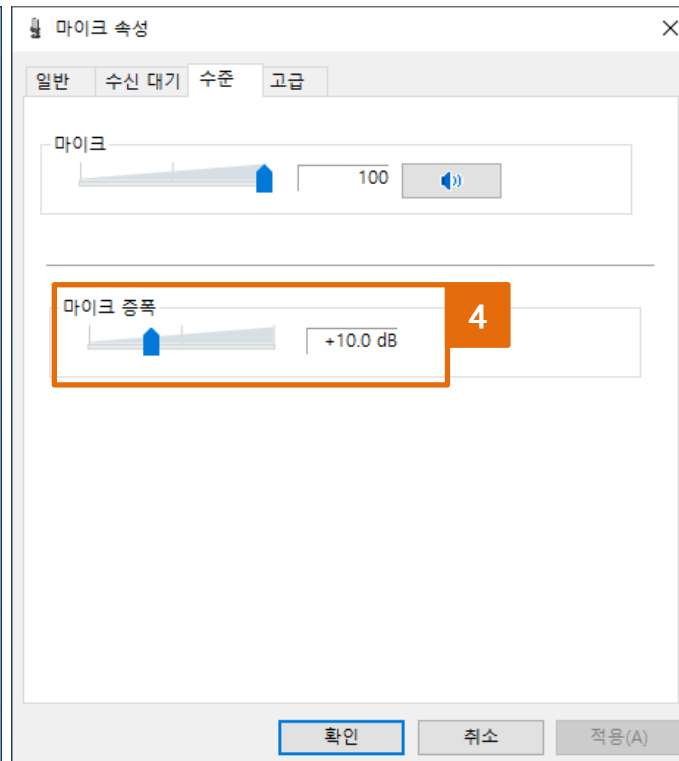 마이크 속성
일반 수신 대기 수준 고급
마이크
100
마이크 증폭
+10.0 dB
4
확인 취소 적용(A)